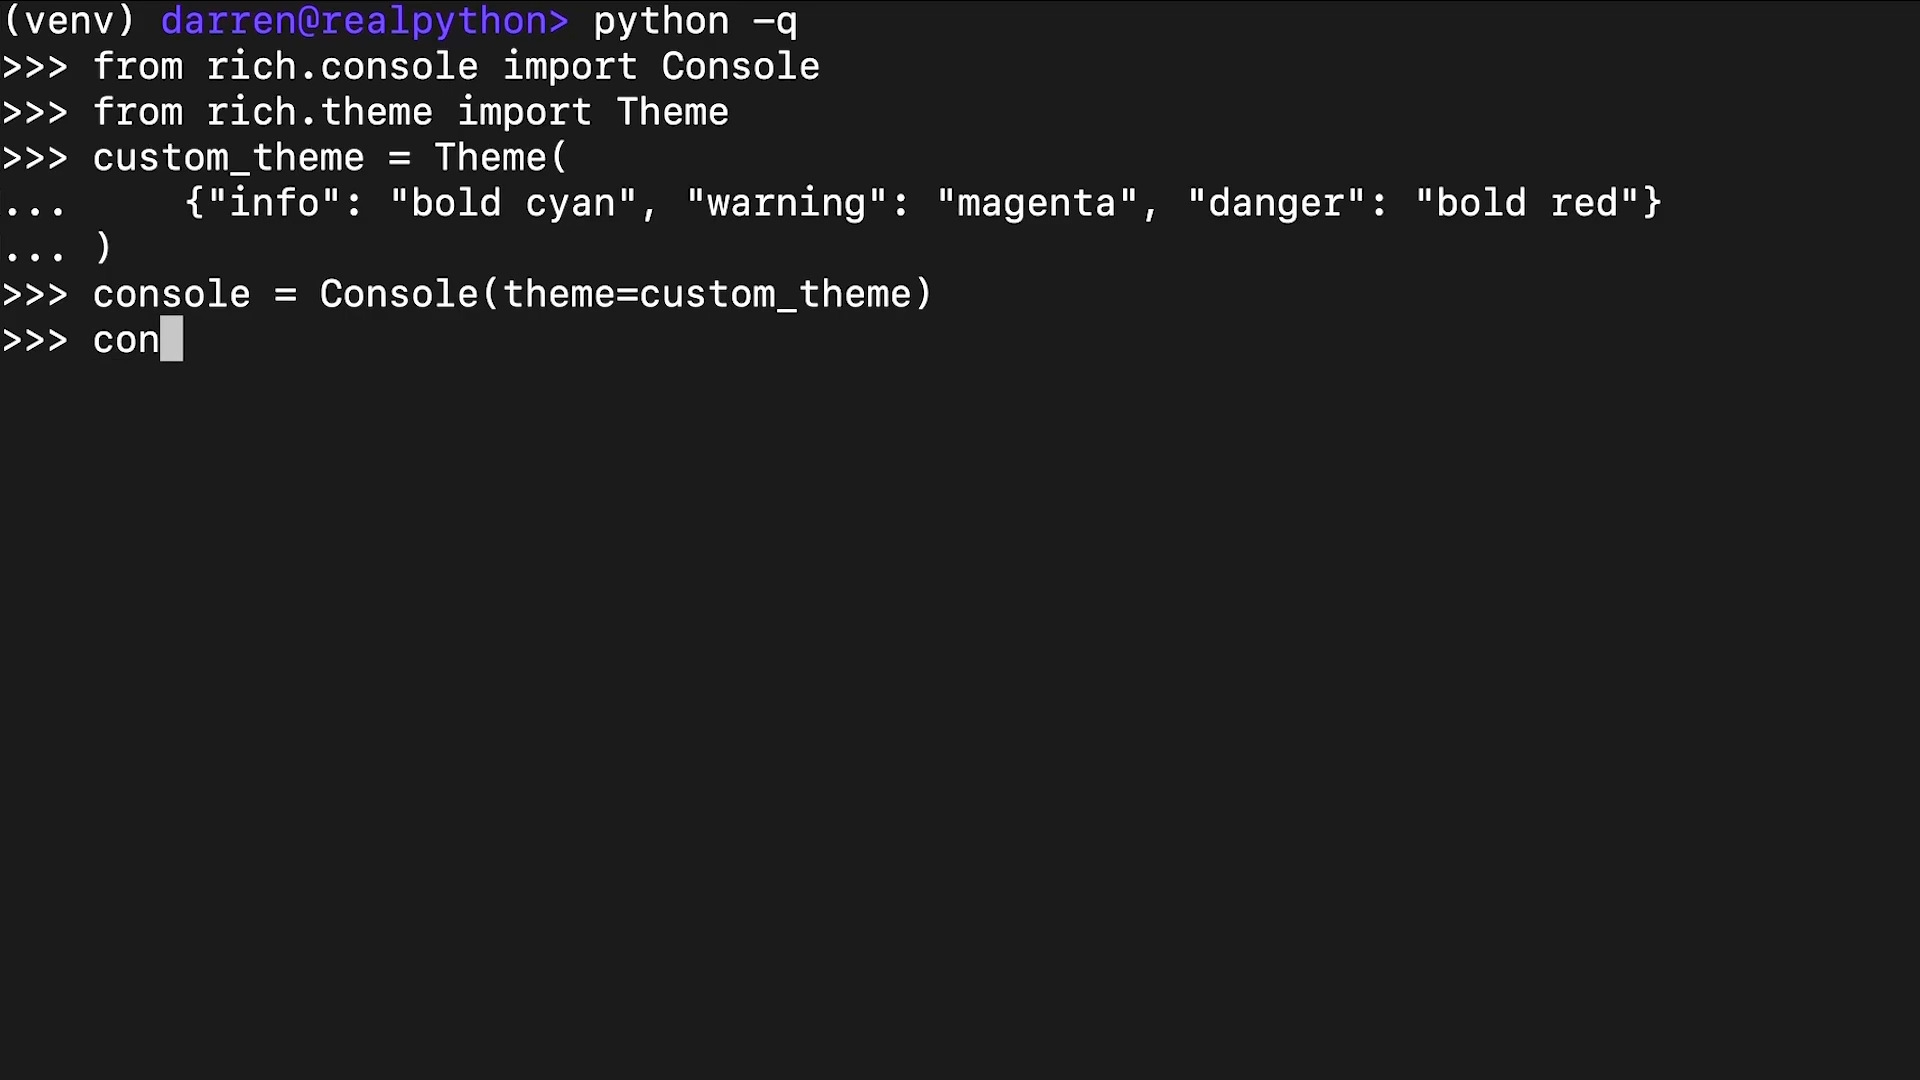 (venv) darren@realpython> python -q
>>> from rich.console import Console
>>> from rich.theme import Theme
>>> custom_theme = Theme(
...     {"info": "bold cyan", "warning": "magenta", "danger": "bold red"}
... )
>>> console = Console(theme=custom_theme)
>>> con